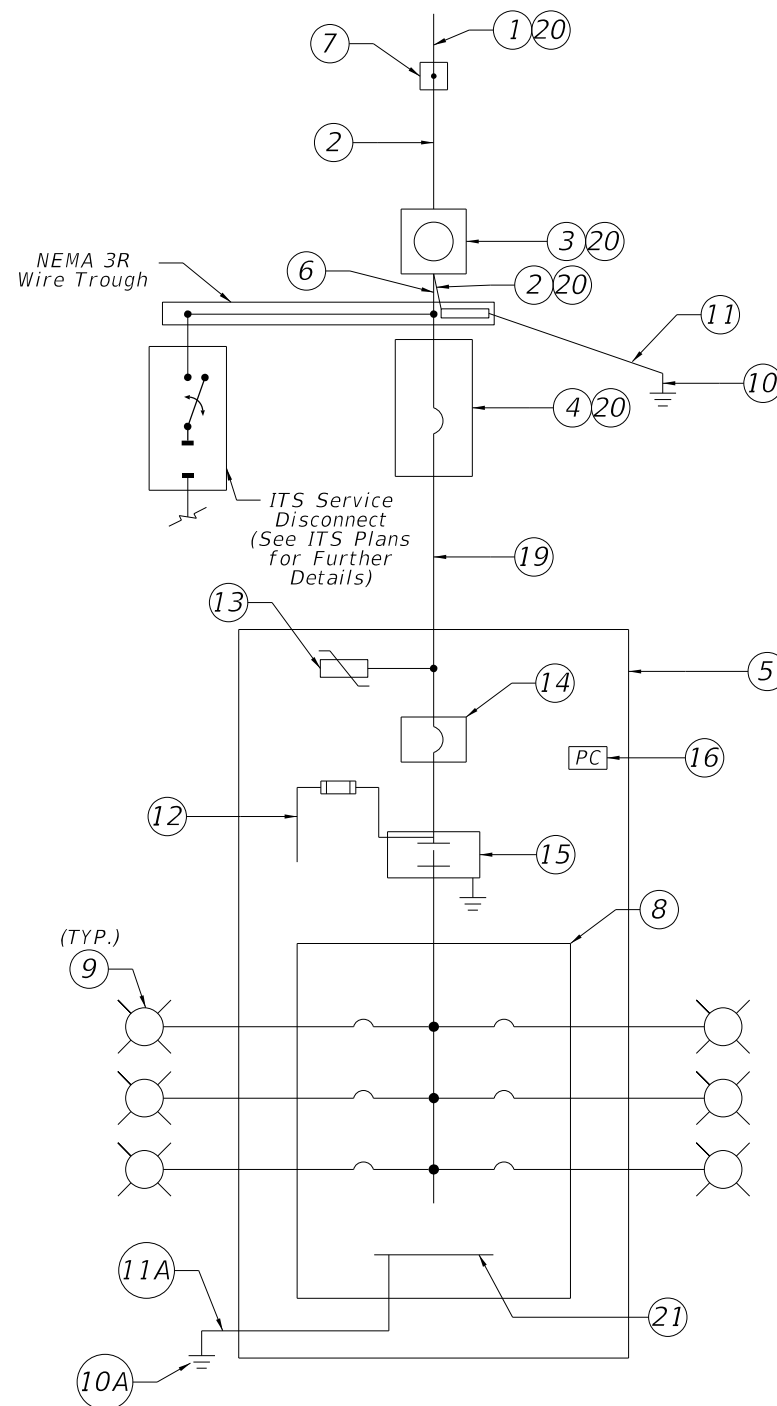 1 20
7
2
3 20
NEMA 3R
Wire Trough
6
2 20
11
10
4 20
ITS Service
Disconnect
(See ITS Plans
for Further
Details)
19
13
5
14
PC
16
12
15
8
(TYP.)
9
11A
21
10A